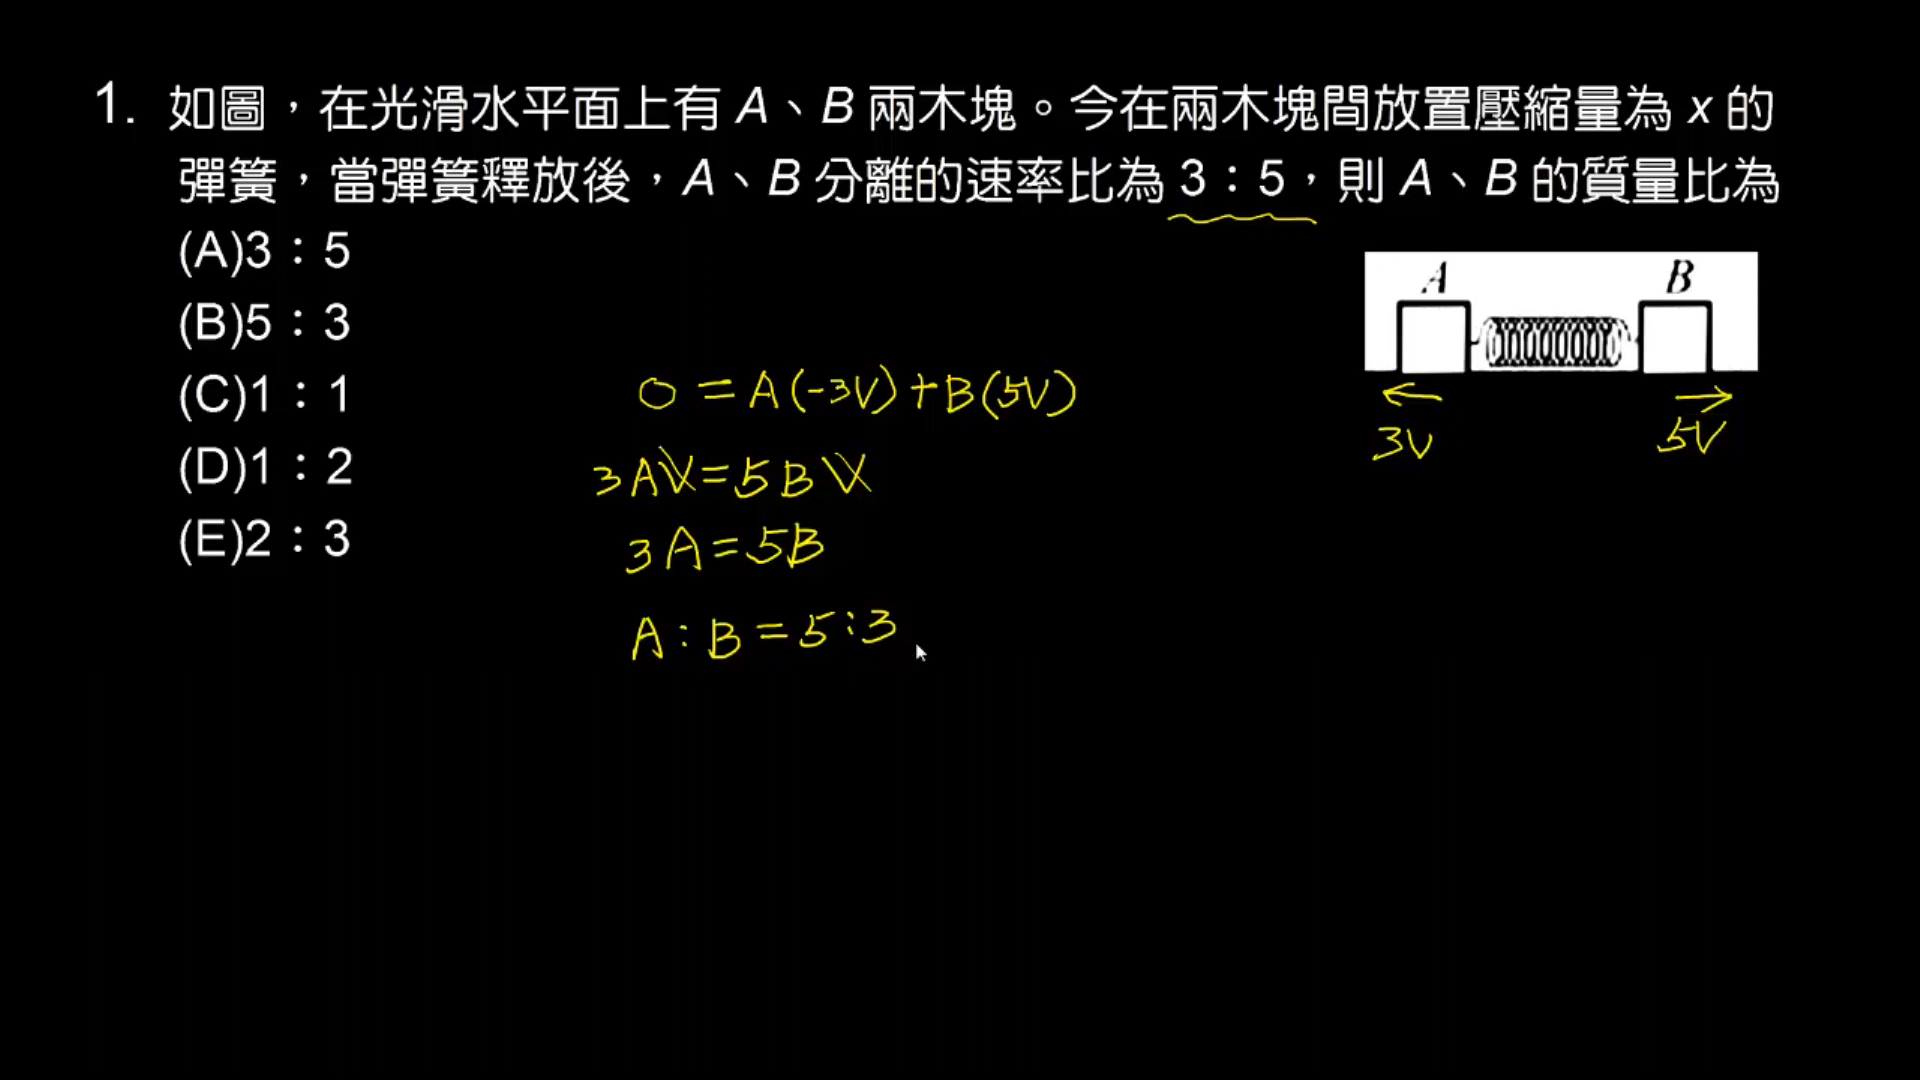 1. 如圖，在光滑水平面上有 A、B 兩木塊。今在兩木塊間放置壓縮量為 x 的
彈簧，當彈簧釋放後，A、B 分離的速率比為 3：5，則 A、B 的質量比為
(A)3：5
(B)5：3
(C)1：1
(D)1：2
(E)2：3
A B
3V 5V
0 = A(-3V)+B(5V)
3AV=5BV
3A=5B
A:B=5:3